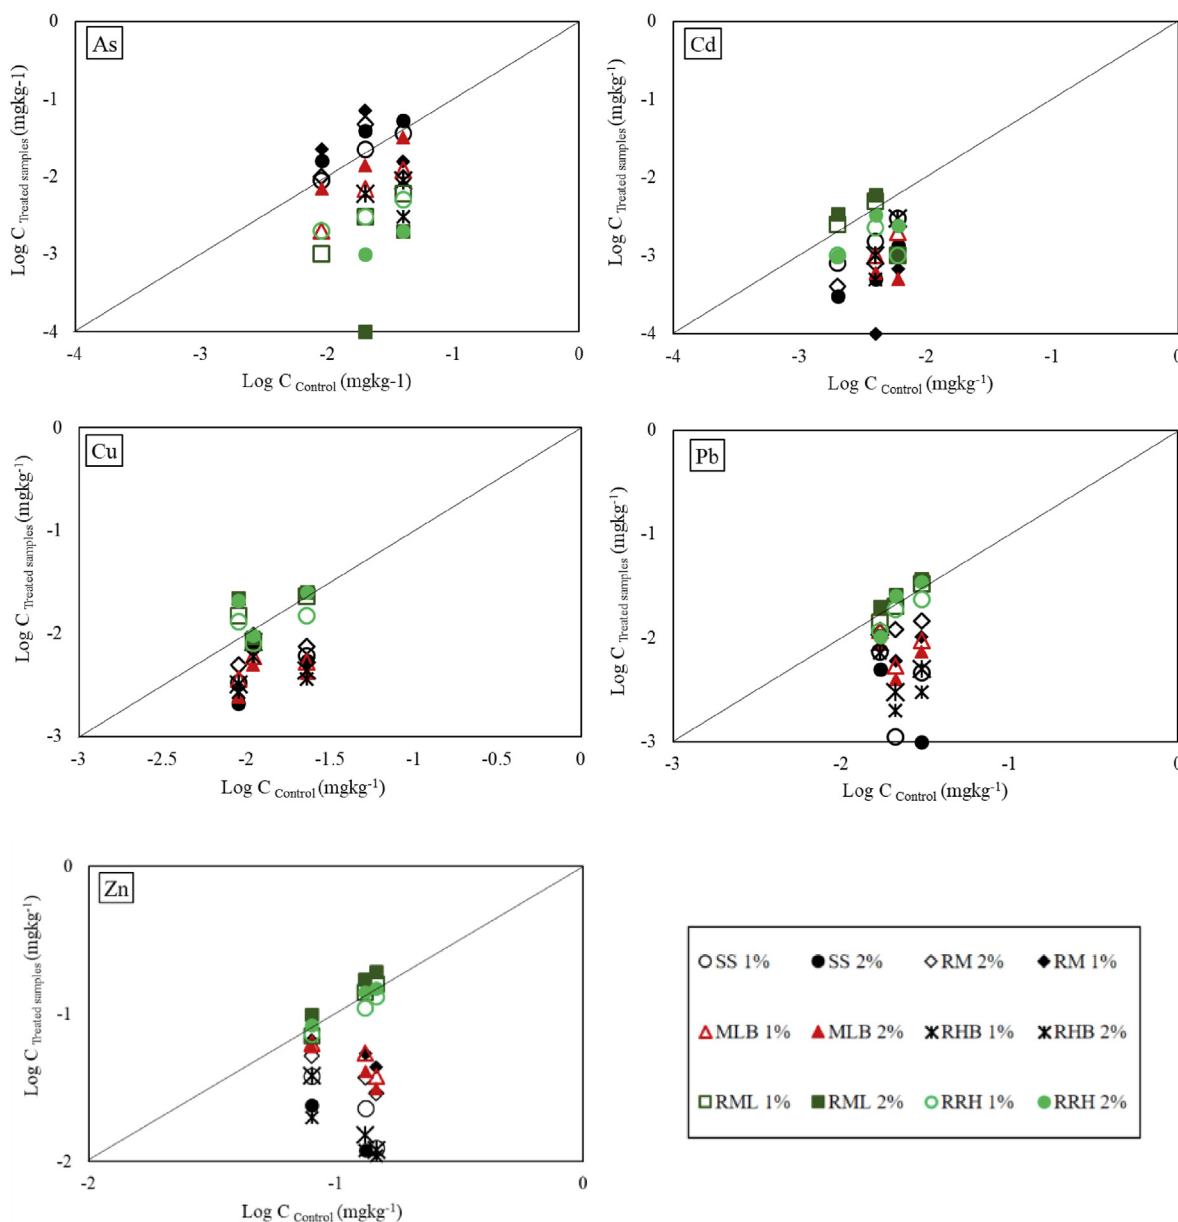 As
0
-1
-2
-3
-4
-4
-3
-2
-1
0
Log C Treated samples (mgkg-1)
Log C Control (mgkg-1)
Cd
0
-1
-2
-3
-4
-4
-3
-2
-1
0
Log C Treated samples (mgkg-1)
Log C Control (mgkg-1)
Cu
0
-1
-2
-3
-3
-2.5
-2
-1.5
-1
-0.5
0
Log C Treated samples (mgkg-1)
Log C Control (mgkg-1)
Pb
0
-1
-2
-3
-3
-2
-1
0
Log C Treated samples (mgkg-1)
Log C Control (mgkg-1)
Zn
0
-1
-2
-2
-1
0
Log C Treated samples (mgkg-1)
Log C Control (mgkg-1)
SS 1% SS 2% RM 2% RM 1%
MLB 1% MLB 2% RHB 1% RHB 2%
RML 1% RML 2% RRH 1% RRH 2%